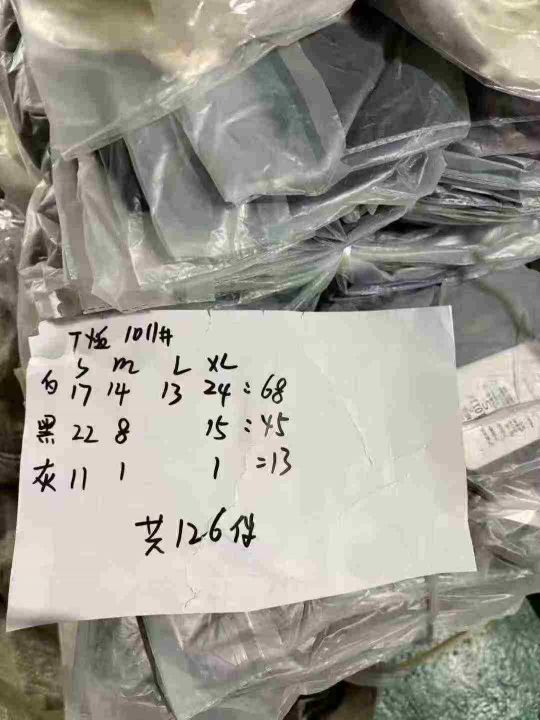 T恤 1011#
S M L XL
白 17 14 13 24 : 68
黑 22 8 15 : 45
灰 11 1 1 =13
共126件